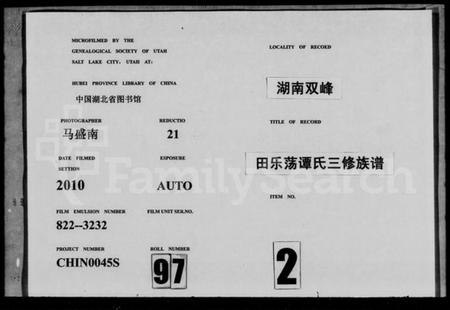 MICROFILMED BY THE
GENEALOGICAL SOCIETY OF UTAH
SALT LAKE CITY, UTAH AT:
HUBEI PROVINCE LIBRARY OF CHINA
中国湖北省图书馆
PHOTOGRAPHER
马盛南
REDUCTIO
21
DATE FILMED
SETTION
2010
EXPOSURE
AUTO
FILM EMULSION NUMBER
822--3232
FILM UNIT SER.NO.
PROJECT NUMBER
CHIN0045S
ROLL NUMBER
97
LOCALITY OF RECORD
湖南双峰
TITLE OF RECORD
田乐荡谭氏三修族谱
ITEM NO.
2
FamilySearch